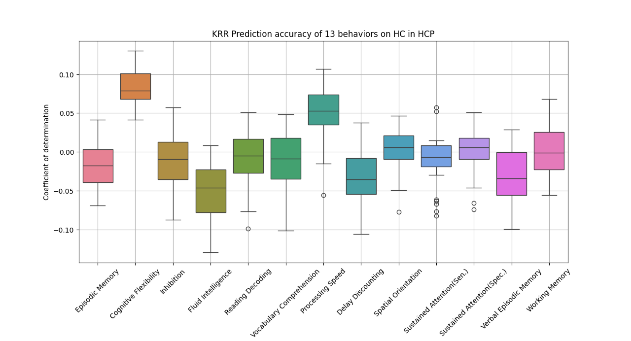 KRR Prediction accuracy of 13 behaviors on HC in HCP
Coefficient of determination
0.10
0.05
0.00
−0.05
−0.10
Episodic Memory
Cognitive Flexibility
Inhibition
Fluid Intelligence
Reading Decoding
Vocabulary Comprehension
Processing Speed
Delay Discounting
Spatial Orientation
Sustained Attention(Sen.)
Sustained Attention(Spec.)
Verbal Episodic Memory
Working Memory